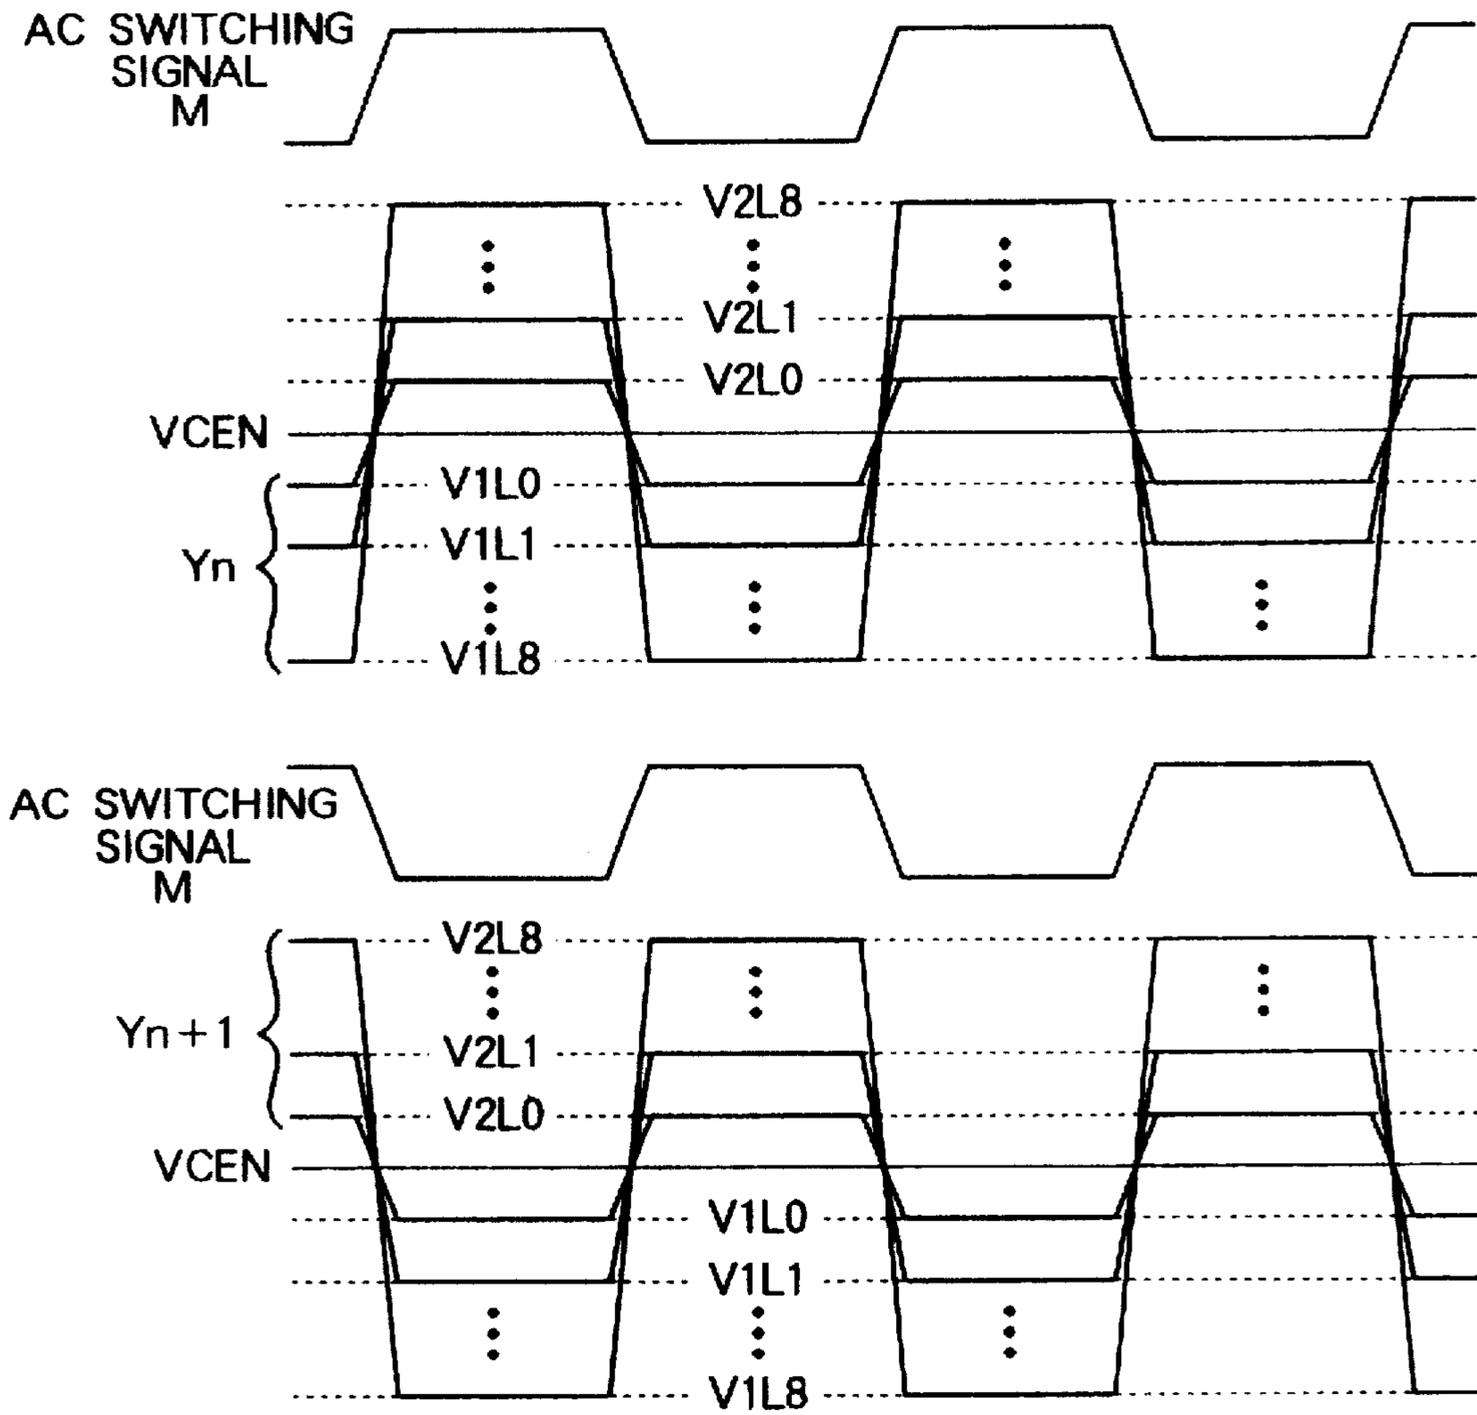 AC SWITCHING
SIGNAL
M
V2L8
V2L1
V2L0
VCEN
V1L0
V1L1
Yn
V1L8
AC SWITCHING
SIGNAL
M
V2L8
Yn+1
V2L1
V2L0
VCEN
V1L0
V1L1
V1L8